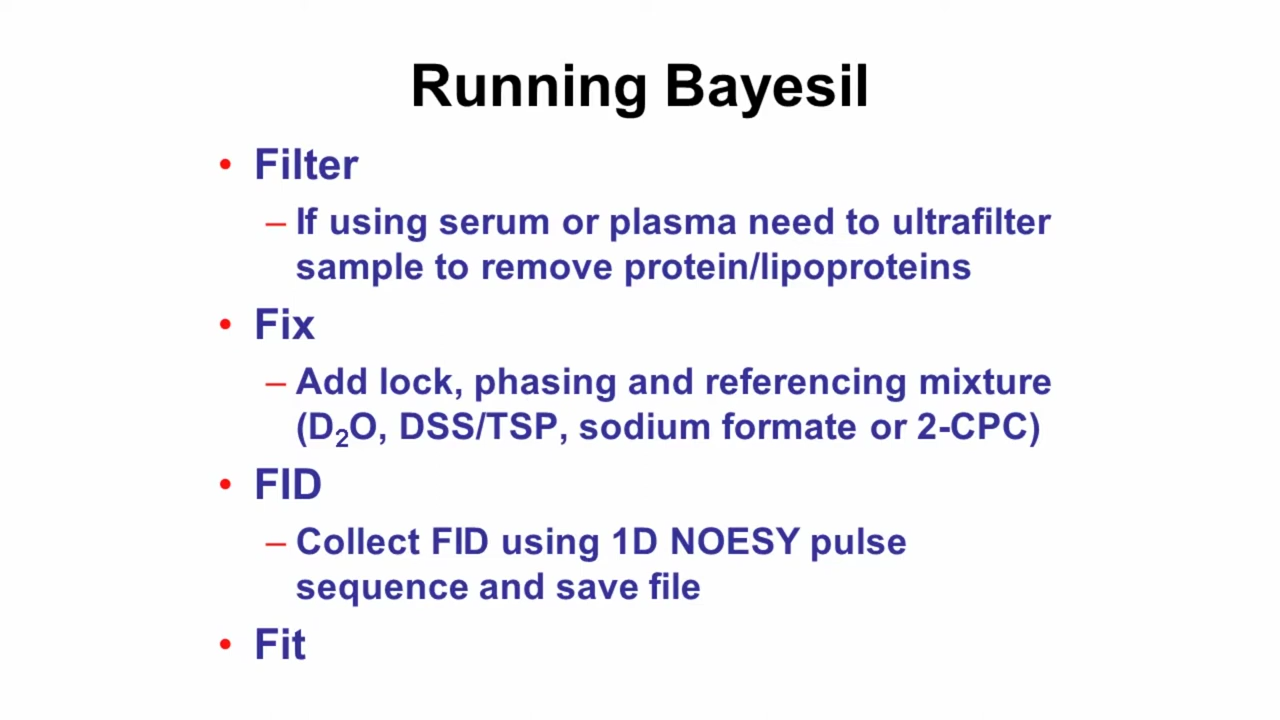 Running Bayesil
• Filter
– If using serum or plasma need to ultrafilter
sample to remove protein/lipoproteins
• Fix
– Add lock, phasing and referencing mixture
(D₂O, DSS/TSP, sodium formate or 2-CPC)
• FID
– Collect FID using 1D NOESY pulse
sequence and save file
• Fit